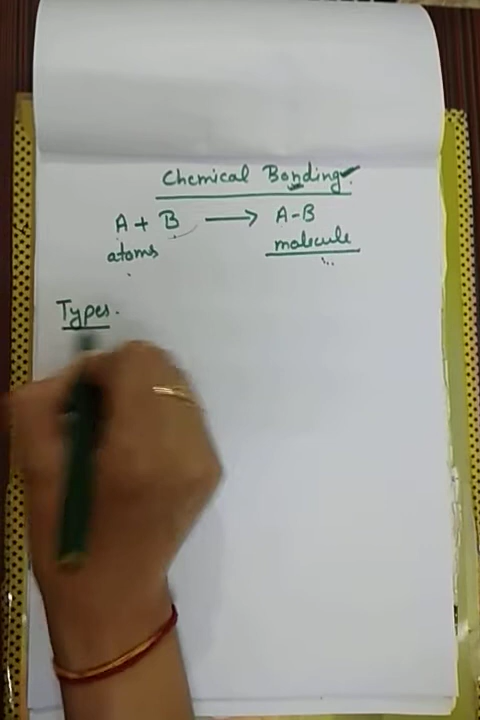 Chemical Bonding.
A + B ⟶ A-B
atoms molecule
Types.